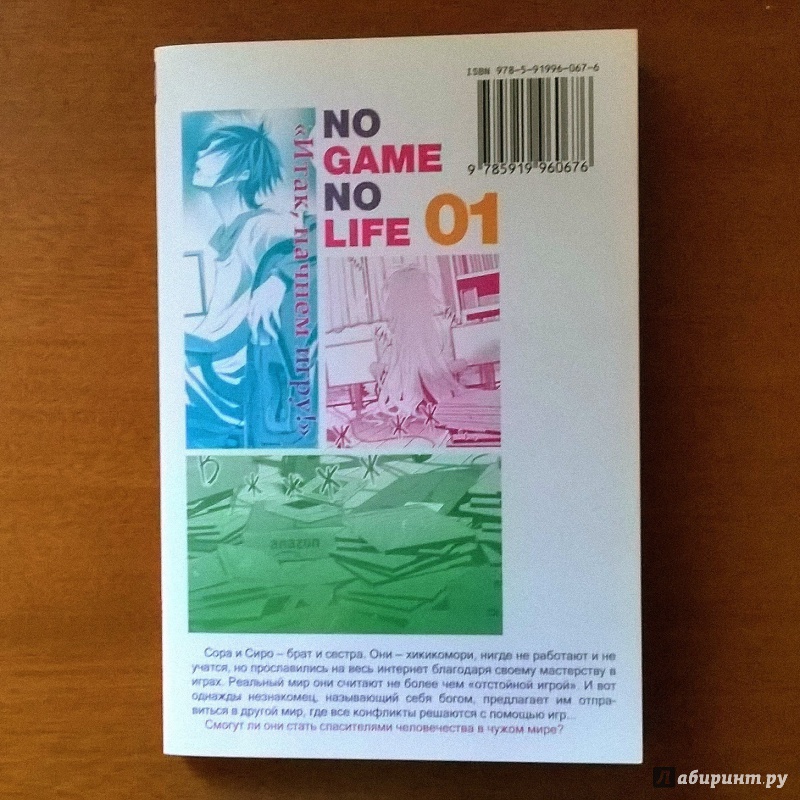 ISBN 978-5-91996-067-6
9 785919 960676
NO
GAME
NO
LIFE 01
«Итак, начнем игру!»
Сора и Сиро – брат и сестра. Они – хикикомори, нигде не работают и не
учатся, но прославились на весь интернет благодаря своему мастерству в
играх. Реальный мир они считают не более чем «отстойной игрой». И вот
однажды незнакомец, называющий себя богом, предлагает им отпра-
виться в другой мир, где все конфликты решаются с помощью игр...
Смогут ли они стать спасителями человечества в чужом мире?
Лабиринт.ру